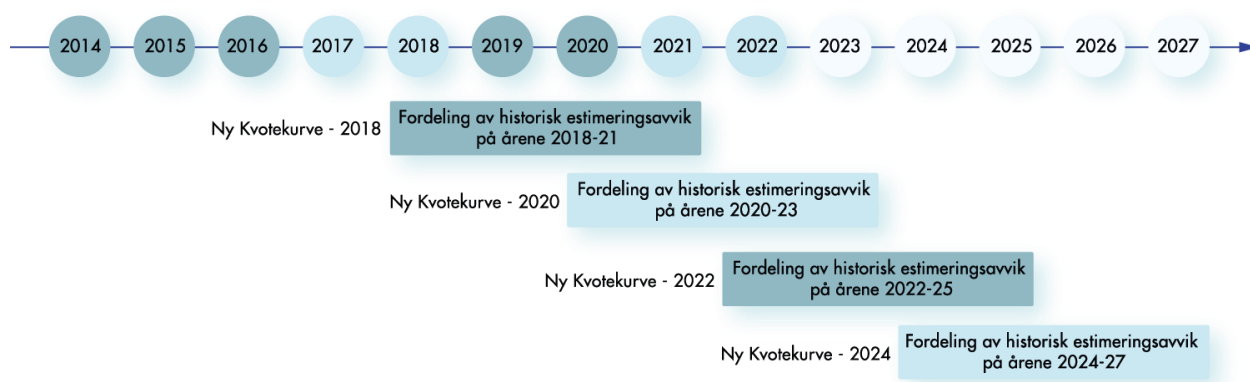 2014 2015 2016 2017 2018 2019 2020 2021 2022 2023 2024 2025 2026 2027
Ny Kvotekurve - 2018
Fordeling av historisk estimeringsavvik
på årene 2018-21
Ny Kvotekurve - 2020
Fordeling av historisk estimeringsavvik
på årene 2020-23
Ny Kvotekurve - 2022
Fordeling av historisk estimeringsavvik
på årene 2022-25
Ny Kvotekurve - 2024
Fordeling av historisk estimeringsavvik
på årene 2024-27